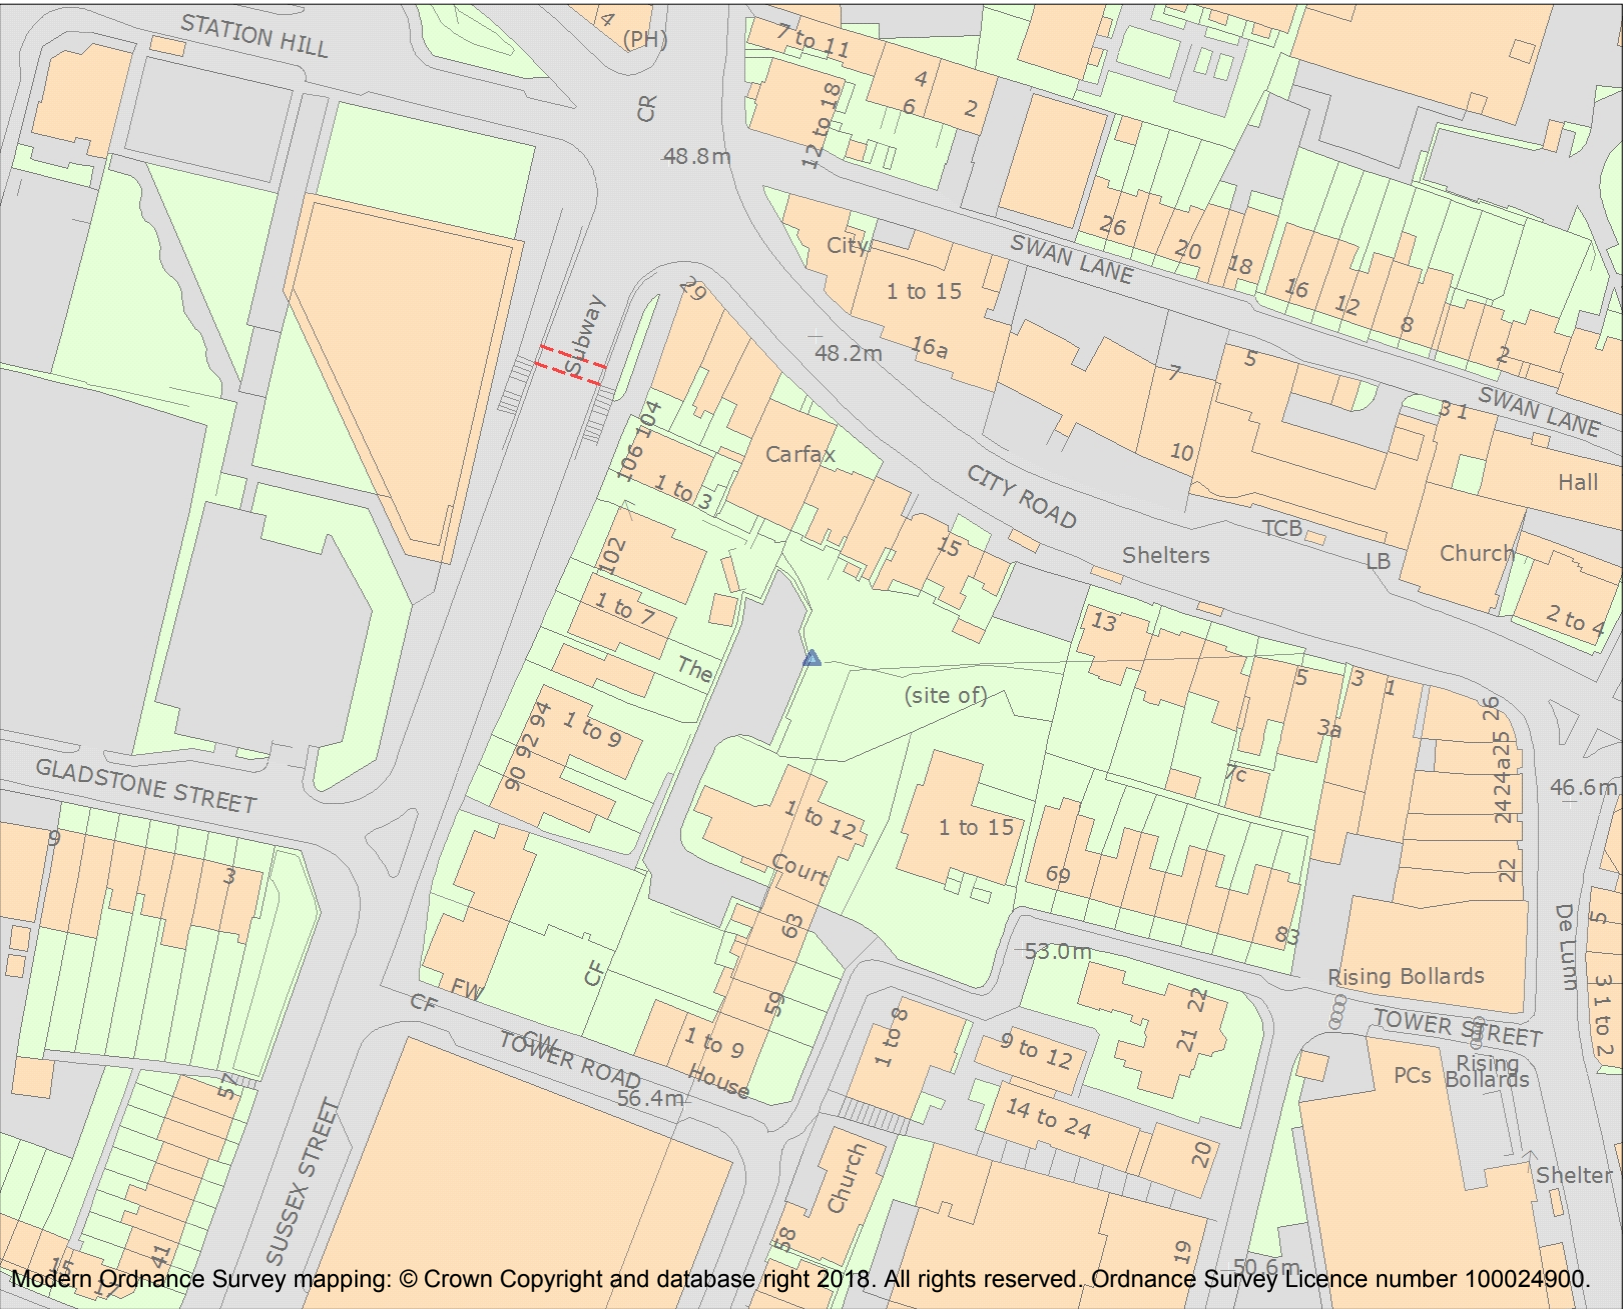 STATION HILL
4
(PH)
CR
7 to 11
4
6
2
12 to 18
48.8m
City
1 to 15
16a
SWAN LANE
26
20
18
16
12
8
2
29
Subway
48.2m
7
5
10
3 1
SWAN LANE
Hall
106 104
1 to 3
Carfax
CITY ROAD
15
TCB
Shelters
LB
Church
2 to 4
102
1 to 7
The
13
(site of)
5
3
1
3a
26
24a25
24
22
7c
46.6m
90 92 94
1 to 9
GLADSTONE STREET
9
3
1 to 12
Court
1 to 15
69
83
63
59
53.0m
CF
FW
CF
CW
TOWER ROAD
1 to 9
House
56.4m
1 to 8
9 to 12
22
21
14 to 24
20
Rising Bollards
TOWER STREET
Rising
Bollards
PCs
De Lunn
5
3 1 to 2
Shelter
57
SUSSEX STREET
Church
58
19
50.6m
15
17
41
Modern Ordnance Survey mapping: © Crown Copyright and database right 2018. All rights reserved. Ordnance Survey Licence number 100024900.